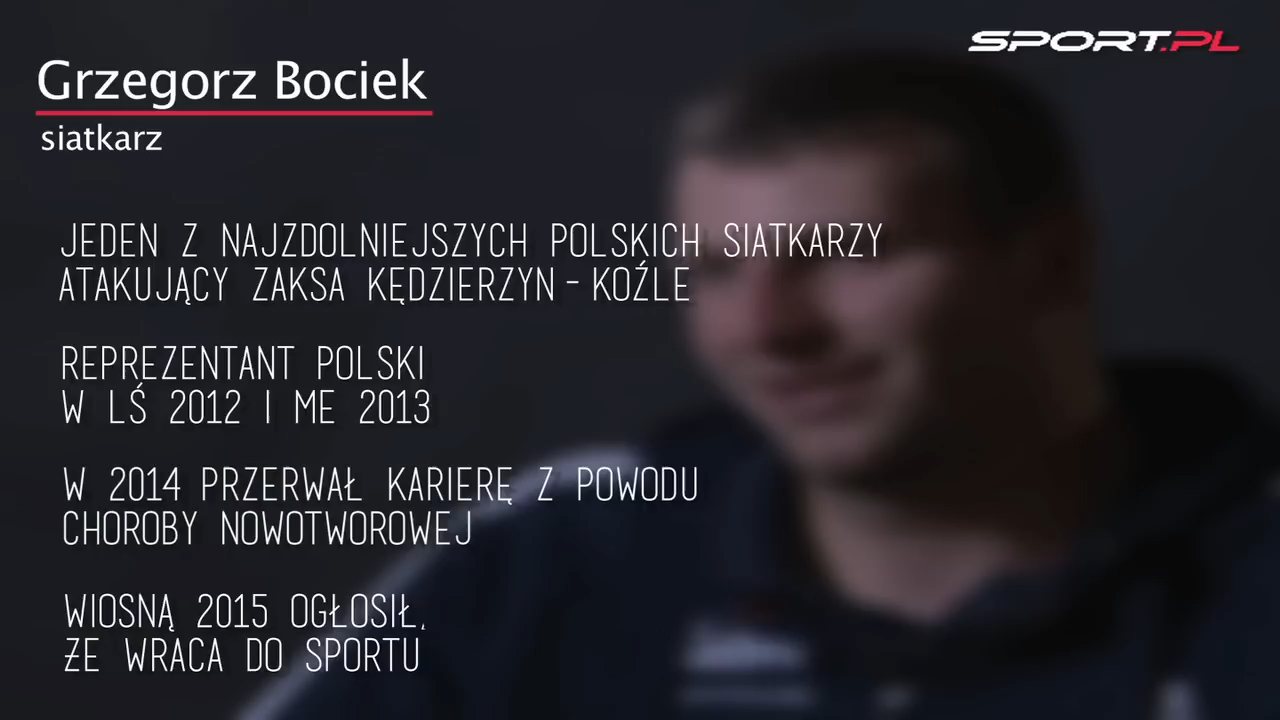 SPORT.PL
Grzegorz Bociek
siatkarz
JEDEN Z NAJZDOLNIEJSZYCH POLSKICH SIATKARZY
ATAKUJĄCY ZAKSA KĘDZIERZYN - KOŹLE
REPREZENTANT POLSKI
W LŚ 2012 I ME 2013
W 2014 PRZERWAŁ KARIERĘ Z POWODU
CHOROBY NOWOTWOROWEJ
WIOSNĄ 2015 OGŁOSIŁ,
ŻE WRACA DO SPORTU